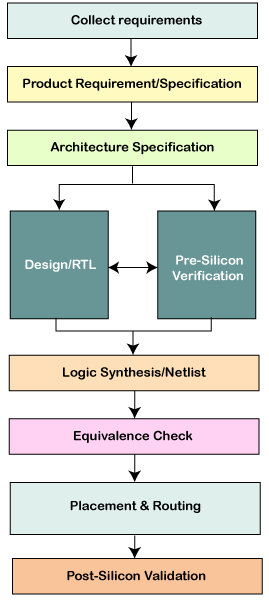 Collect requirements
Product Requirement/Specification
Architecture Specification
Design/RTL
Pre-Silicon
Verification
Logic Synthesis/Netlist
Equivalence Check
Placement & Routing
Post-Silicon Validation